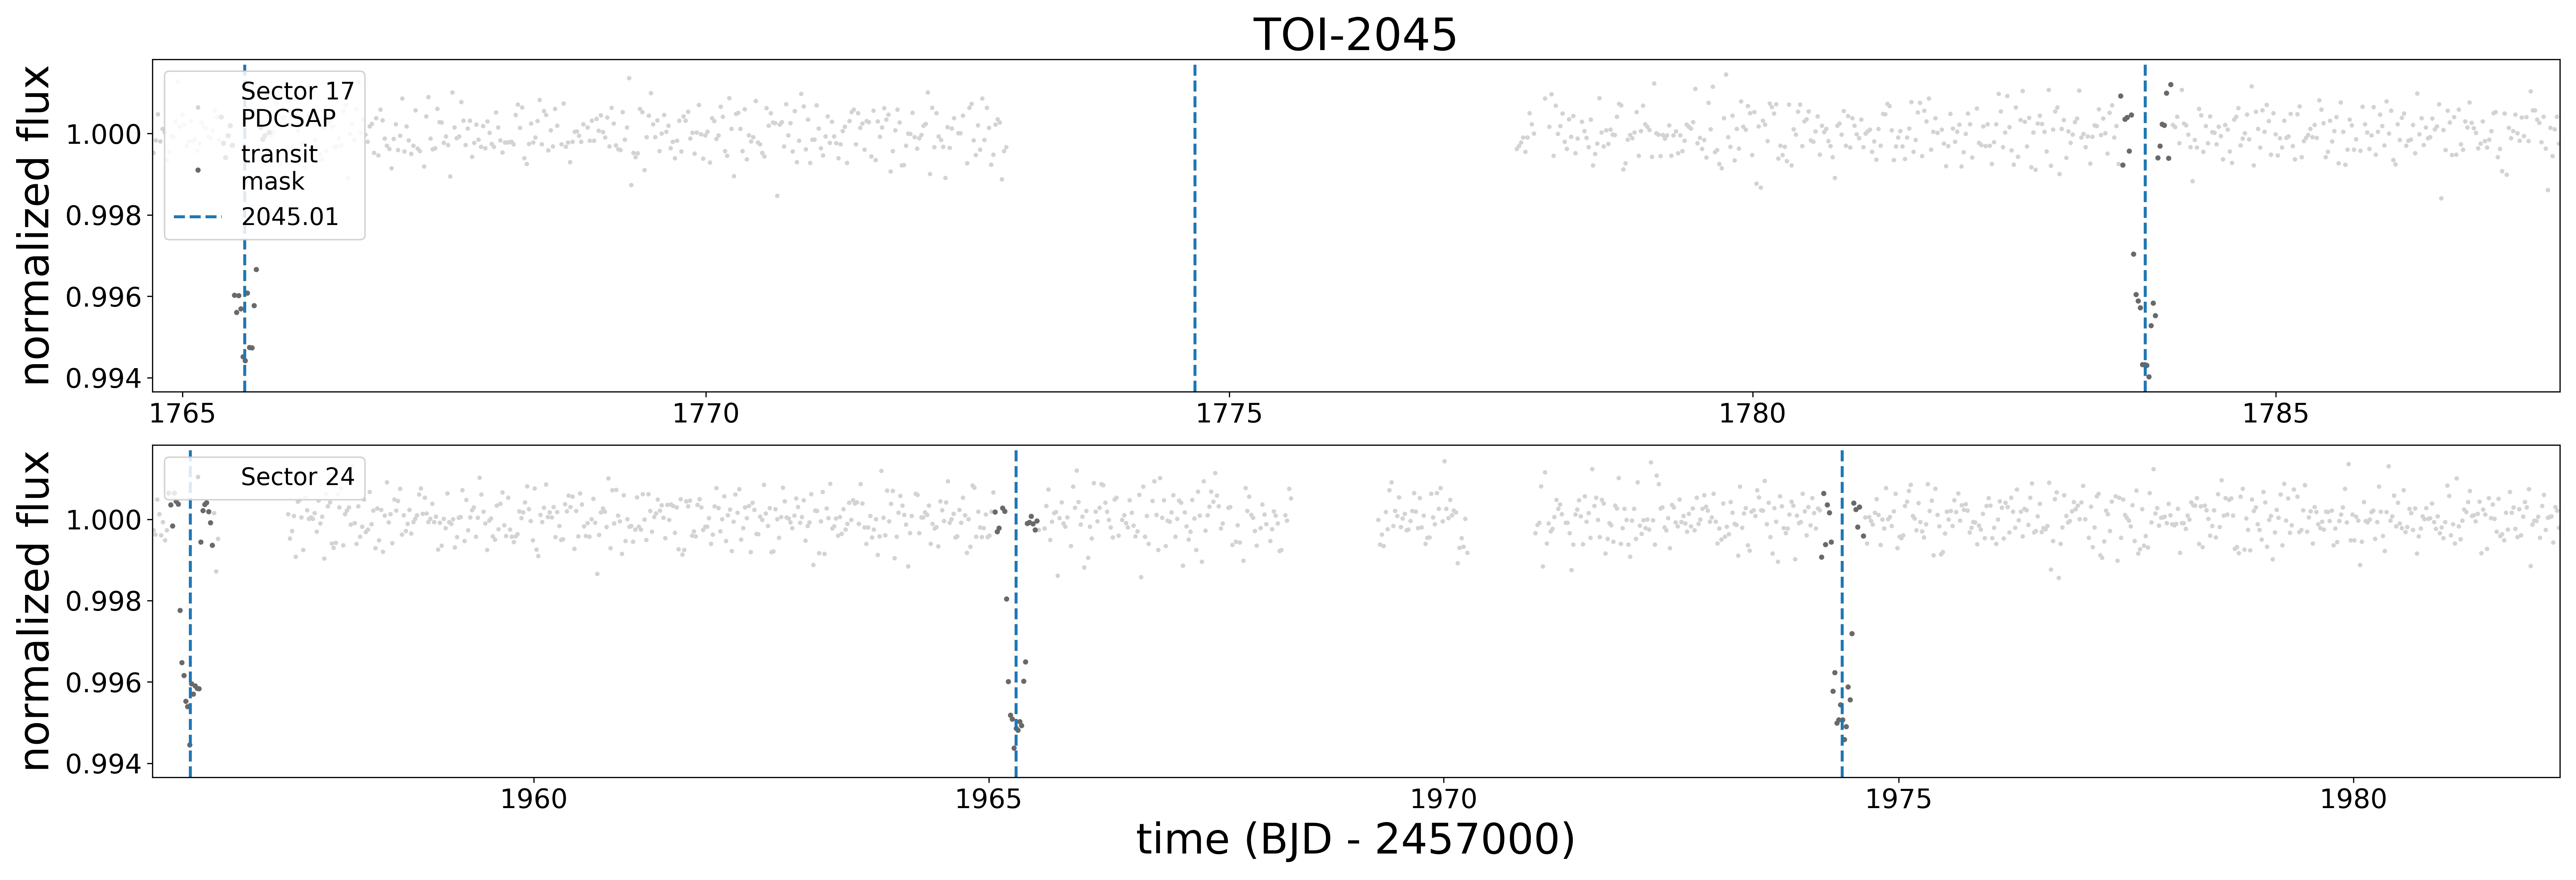 TOI-2045
normalized flux
1.000
0.998
0.996
0.994
Sector 17
PDCSAP
transit
mask
2045.01
1765 1770 1775 1780 1785
normalized flux
1.000
0.998
0.996
0.994
Sector 24
1960 1965 1970 1975 1980
time (BJD - 2457000)